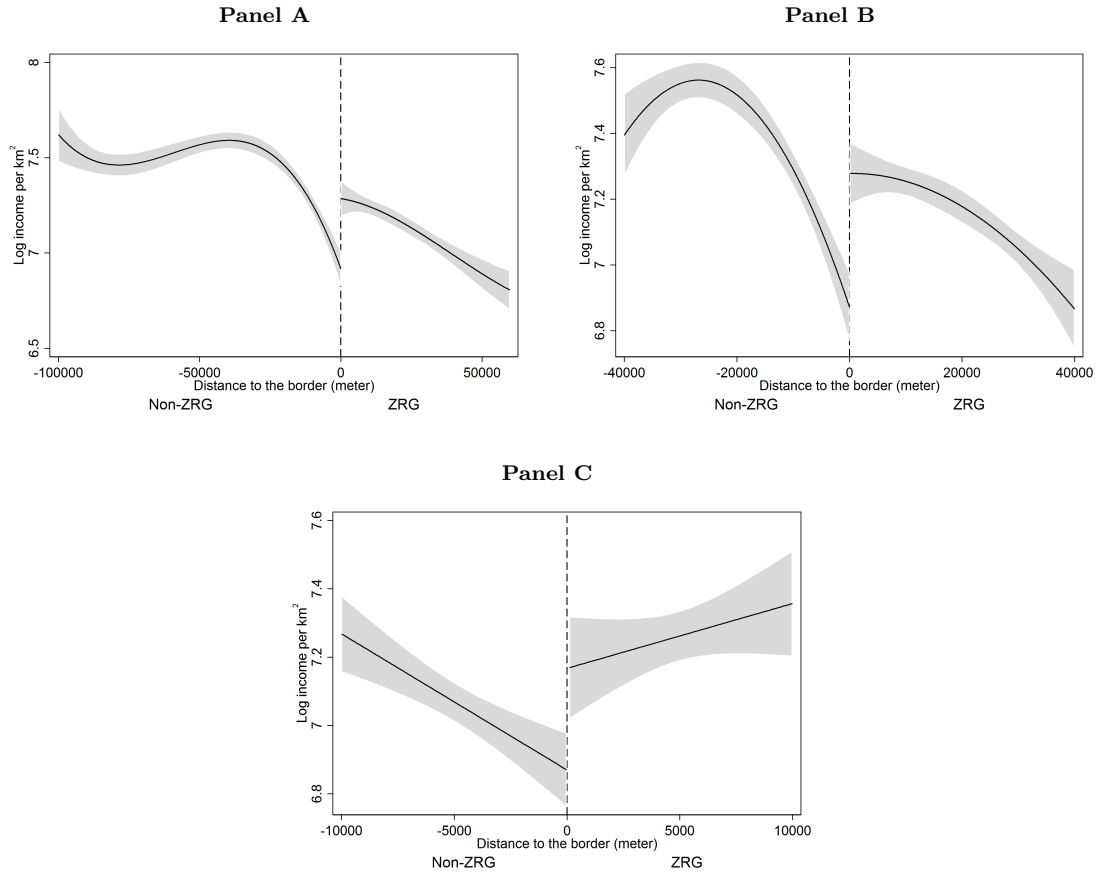 Panel A
Log income per km²
8
7.5
7
6.5
-100000 -50000 0 50000
Distance to the border (meter)
Non-ZRG ZRG
Panel B
Log income per km²
7.6
7.4
7.2
7
6.8
-40000 -20000 0 20000 40000
Distance to the border (meter)
Non-ZRG ZRG
Panel C
Log income per km²
7.6
7.4
7.2
7
6.8
-10000 -5000 0 5000 10000
Distance to the border (meter)
Non-ZRG ZRG